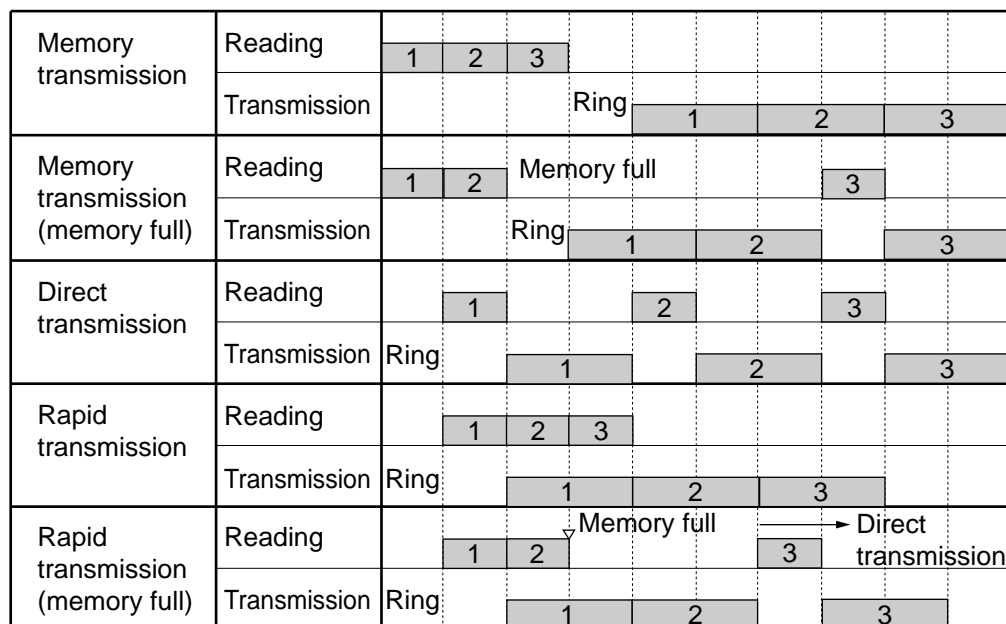 Memory
transmission
Reading
1 2 3
Transmission
Ring
1 2 3
Memory
transmission
(memory full)
Reading
1 2
Memory full
3
Transmission
Ring
1 2 3
Direct
transmission
Reading
1 2 3
Transmission
Ring
1 2 3
Rapid
transmission
Reading
1 2 3
Transmission
Ring
1 2 3
Rapid
transmission
(memory full)
Reading
1 2
Memory full
3
Direct
transmission
Transmission
Ring
1 2 3